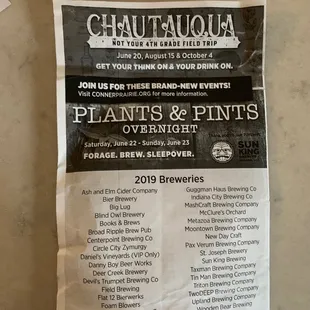 CHAUTAUQUA
NOT YOUR 4TH GRADE FIELD TRIP
June 20, August 15 & October 4
GET YOUR THINK ON & YOUR DRINK ON.
JOIN US FOR THESE BRAND-NEW EVENTS!
Visit CONNERPRAIRIE.ORG for more information.
PLANTS & PINTS
OVERNIGHT
Saturday, June 22 - Sunday, June 23
FORAGE. BREW. SLEEPOVER.
SUN KING
2019 Breweries
Ash and Elm Cider Company
Bier Brewery
Big Lug
Blind Owl Brewery
Books & Brews
Broad Ripple Brew Pub
Centerpoint Brewing Co
Circle City Zymurgy
Daniel's Vineyards (VIP Only)
Danny Boy Beer Works
Deer Creek Brewery
Devil's Trumpet Brewing Co
Field Brewing
Flat 12 Bierwerks
Foam Blowers
Guggman Haus Brewing Co
Indiana City Brewing Co
MashCraft Brewing Company
McClure's Orchard
Metazoa Brewing Company
Moontown Brewing Company
New Day Craft
Pax Verum Brewing Company
St. Joseph Brewery
Sun King Brewing
Taxman Brewing Company
Tin Man Brewing Co
Triton Brewing Company
TwoDEEP Brewing Company
Upland Brewing Company
Wooden Bear Brewing